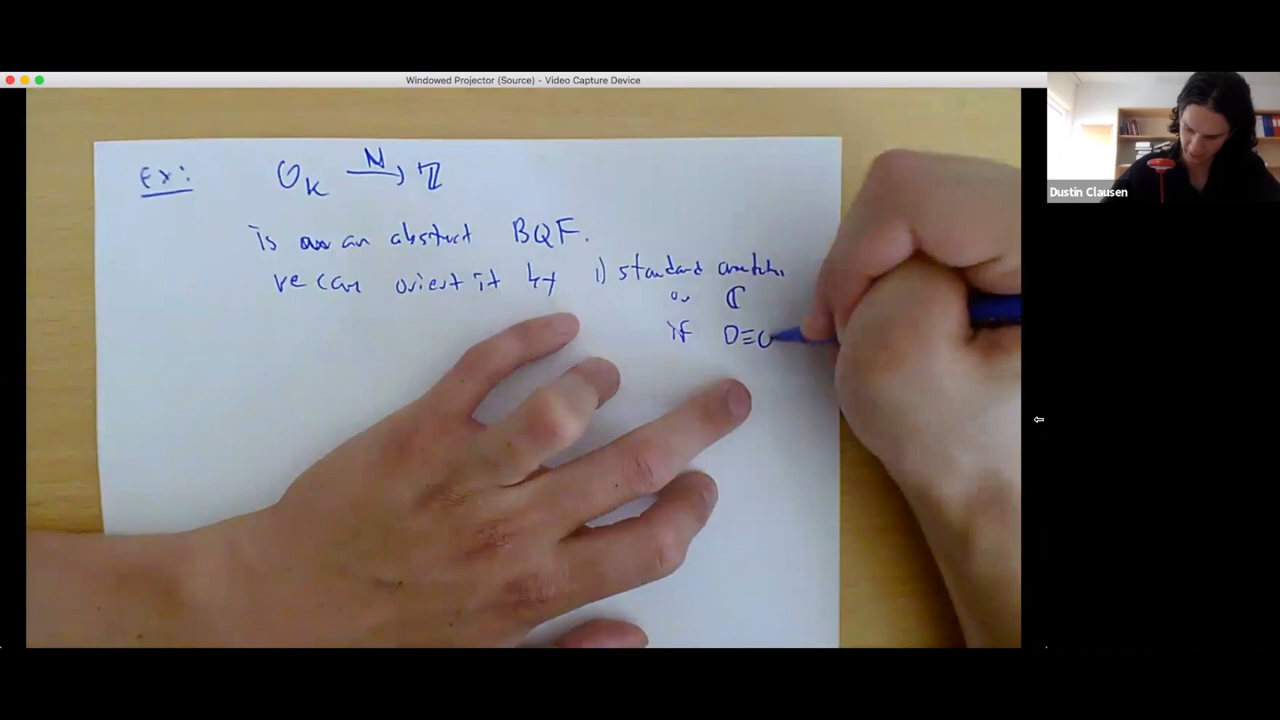 Windowed Projector (Source) - Video Capture Device
Ex: O_K —N→ ℤ
is an abstract BQF.
we can orient it by 1) standard
on ℂ
if D≡
Dustin Clausen